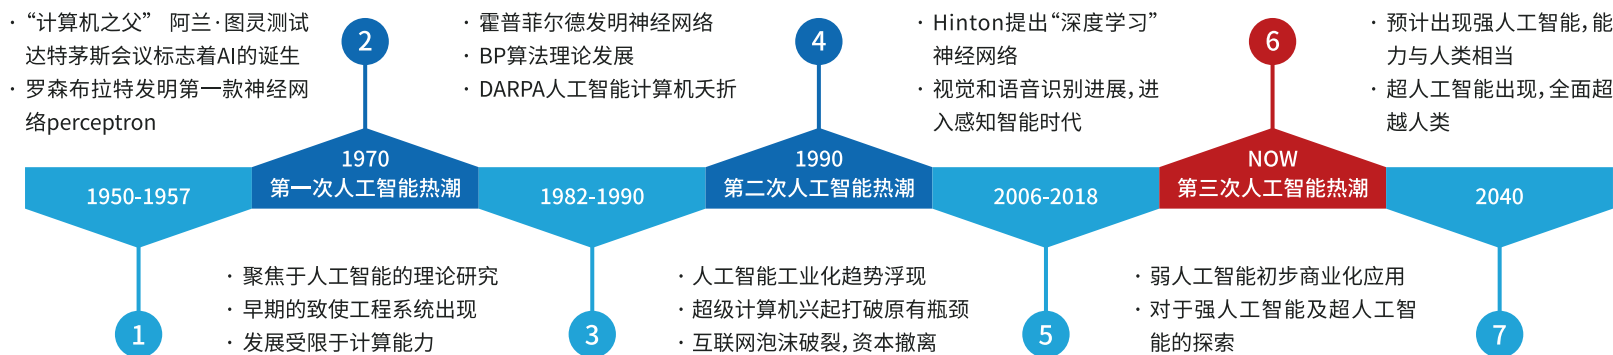 · “计算机之父” 阿兰·图灵测试
达特茅斯会议标志着AI的诞生
· 罗森布拉特发明第一款神经网
络perceptron
2
· 霍普菲尔德发明神经网络
· BP算法理论发展
· DARPA人工智能计算机夭折
4
· Hinton提出“深度学习”
神经网络
· 视觉和语音识别进展，进
入感知智能时代
6
· 预计出现强人工智能，能
力与人类相当
· 超人工智能出现，全面超
越人类
1950-1957
1970
第一次人工智能热潮
1982-1990
1990
第二次人工智能热潮
2006-2018
NOW
第三次人工智能热潮
2040
1
· 聚焦于人工智能的理论研究
· 早期的致使工程系统出现
· 发展受限于计算能力
3
· 人工智能工业化趋势浮现
· 超级计算机兴起打破原有瓶颈
· 互联网泡沫破裂，资本撤离
5
· 弱人工智能初步商业化应用
· 对于强人工智能及超人工智
能的探索
7